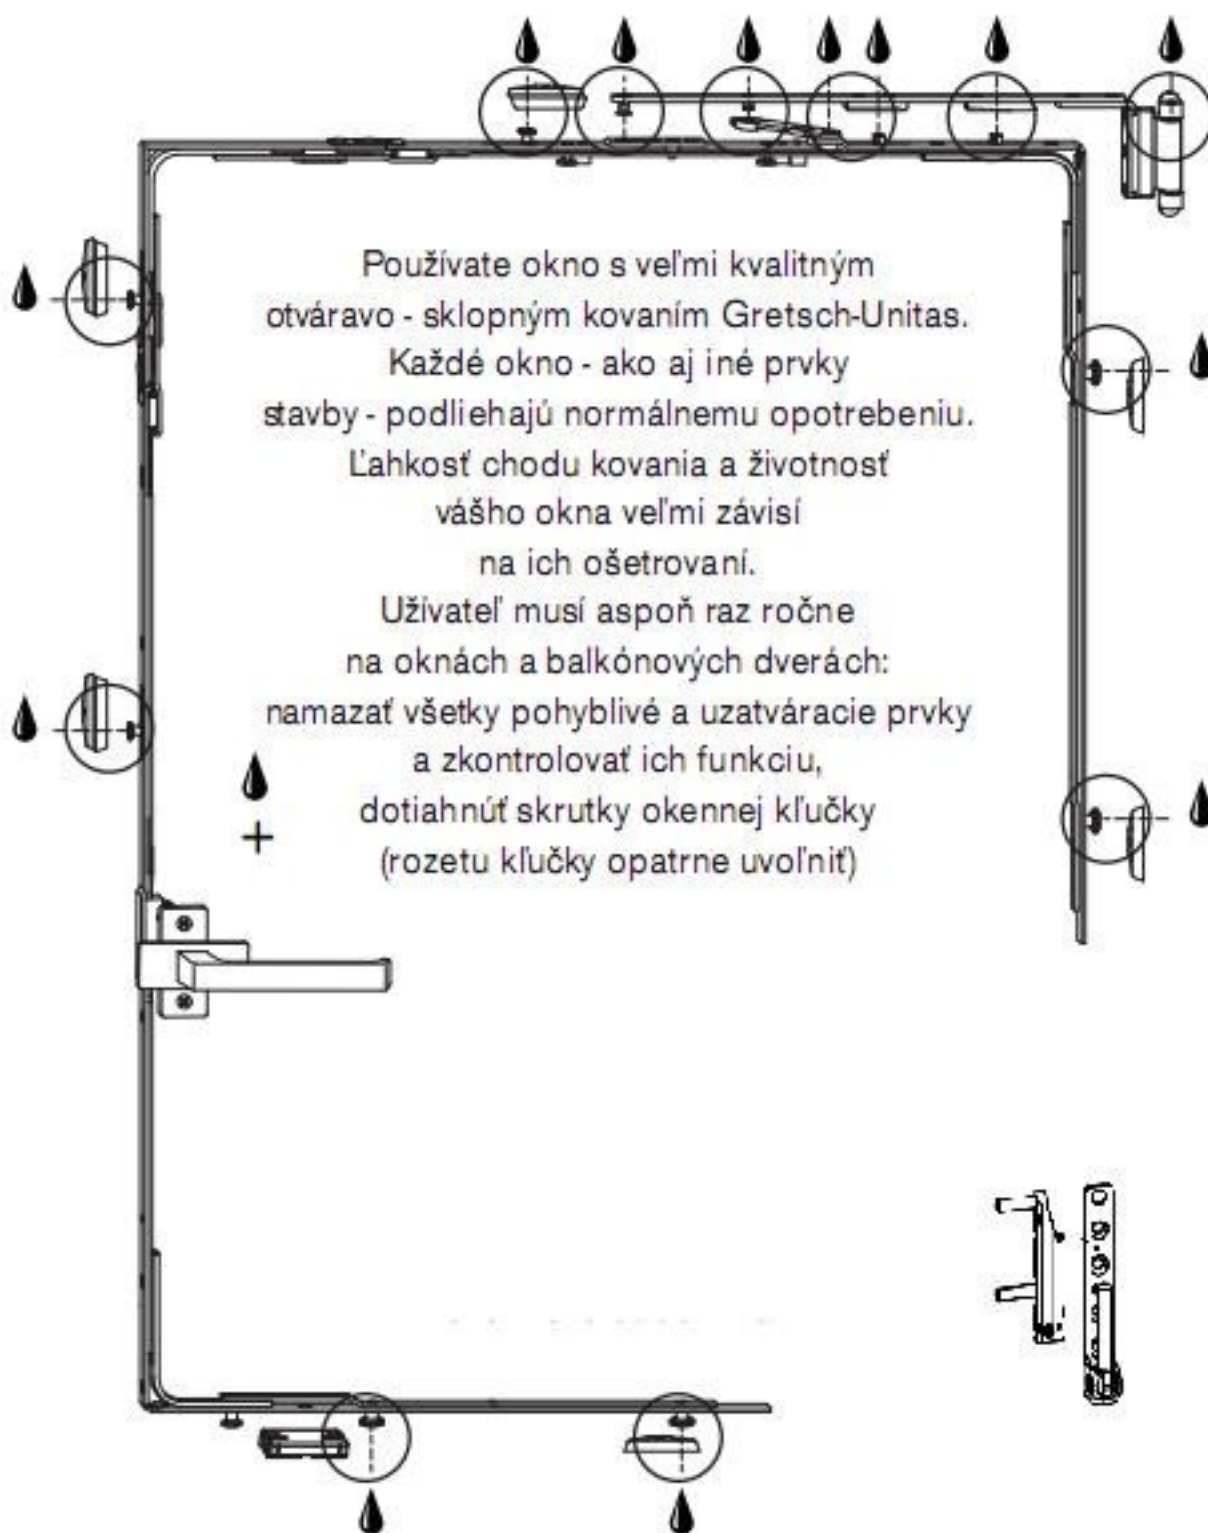 Používate okno s veľmi kvalitným
otváravo - sklopným kovaním Gretsch-Unitas.
Každé okno - ako aj iné prvky
stavby - podliehajú normálnemu opotrebeniu.
Ľahkosť chodu kovania a životnosť
vášho okna veľmi závisí
na ich ošetrovaní.
Užívateľ musí aspoň raz ročne
na oknách a balkónových dverách:
namazať všetky pohyblivé a uzatváracie prvky
a zkontrolovať ich funkciu,
dotiahnúť skrutky okennej kľučky
(rozetu kľučky opatrne uvoľniť)
+